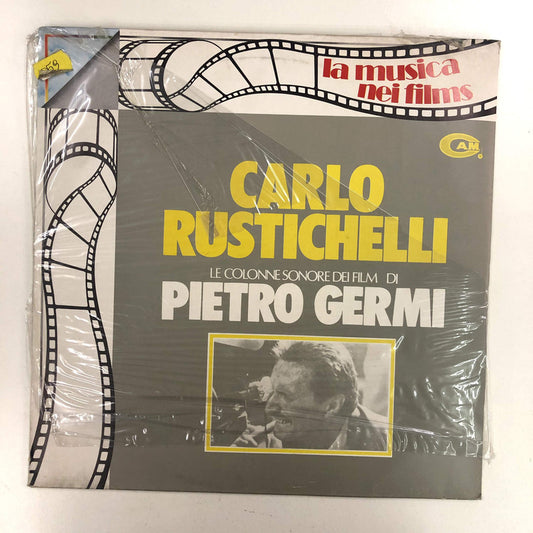 la musica
nei films
CAM
CARLO
RUSTICHELLI
LE COLONNE SONORE DEI FILM DI
PIETRO GERMI